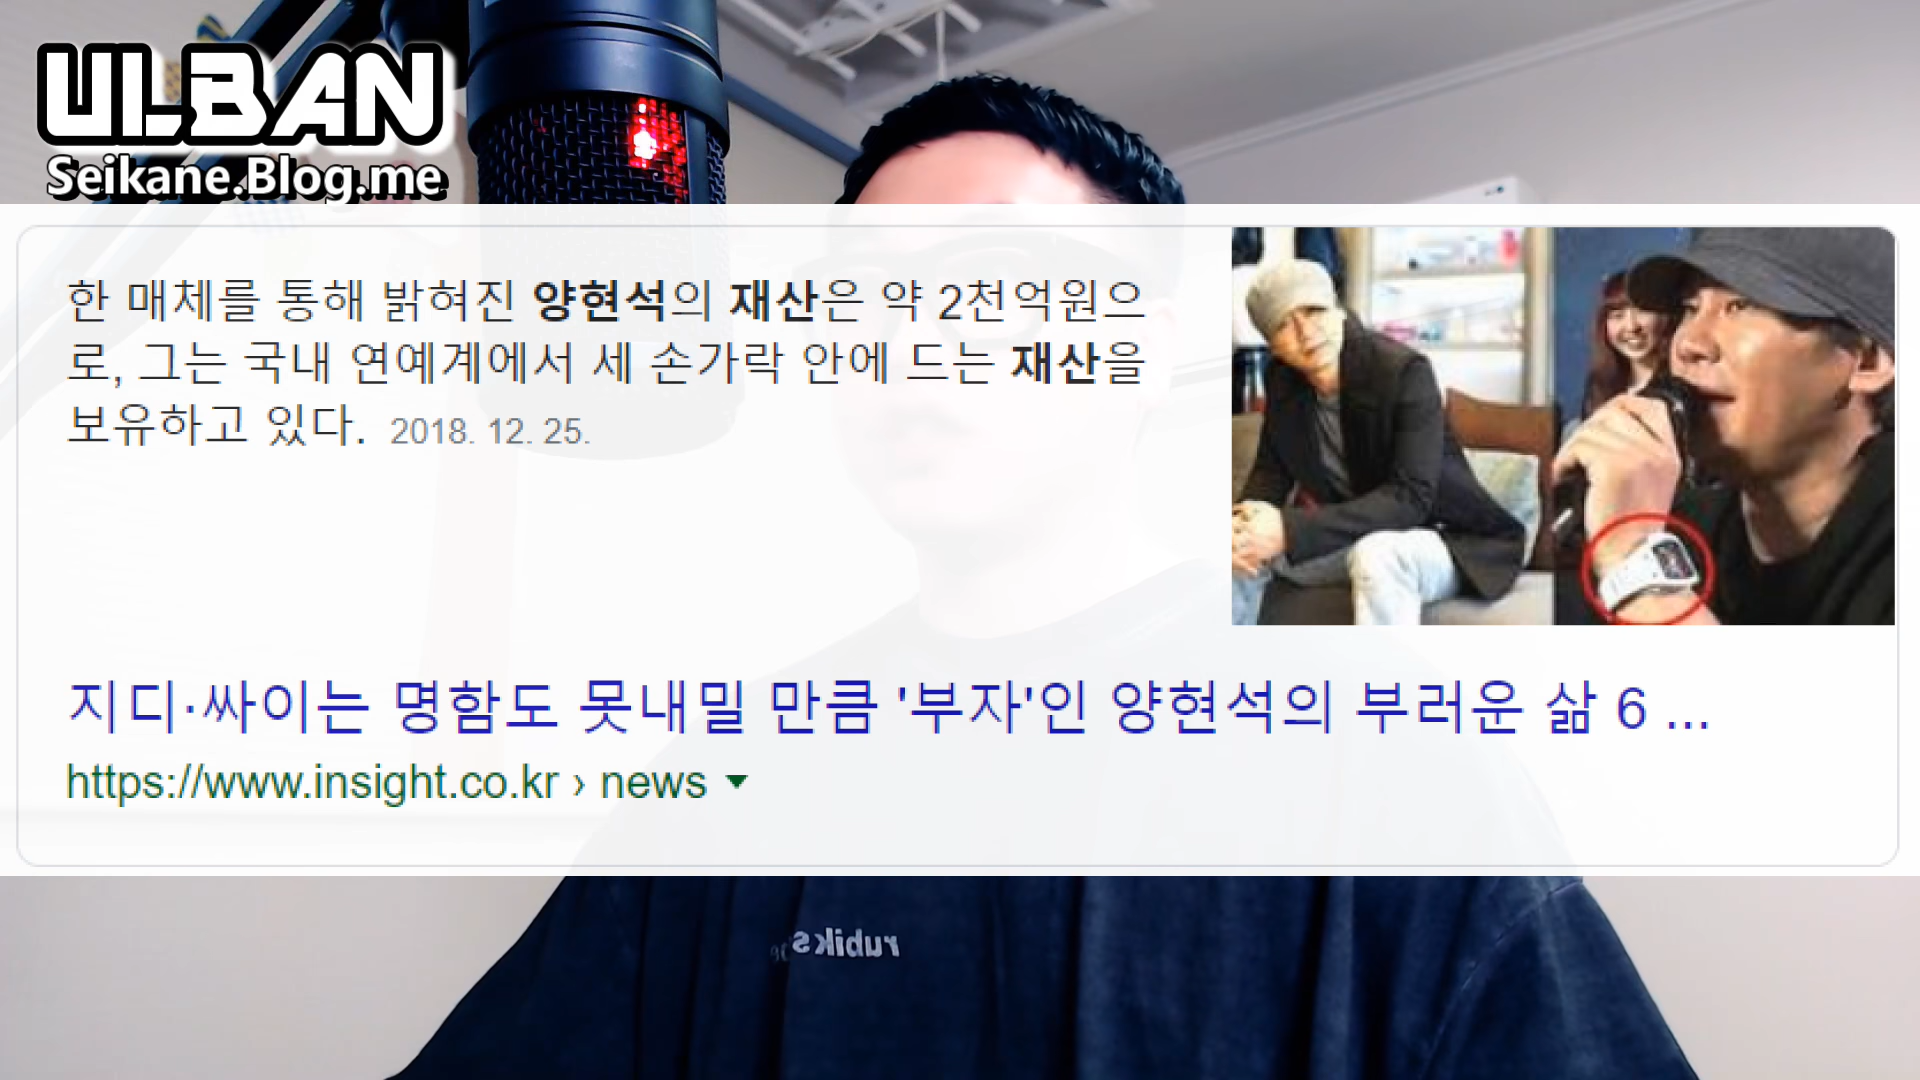 ULBAN
Seikane.Blog.me
한 매체를 통해 밝혀진 양현석의 재산은 약 2천억원으
로, 그는 국내 연예계에서 세 손가락 안에 드는 재산을
보유하고 있다. 2018. 12. 25.
지디·싸이는 명함도 못내밀 만큼 '부자'인 양현석의 부러운 삶 6 ...
https://www.insight.co.kr › news
rubiks